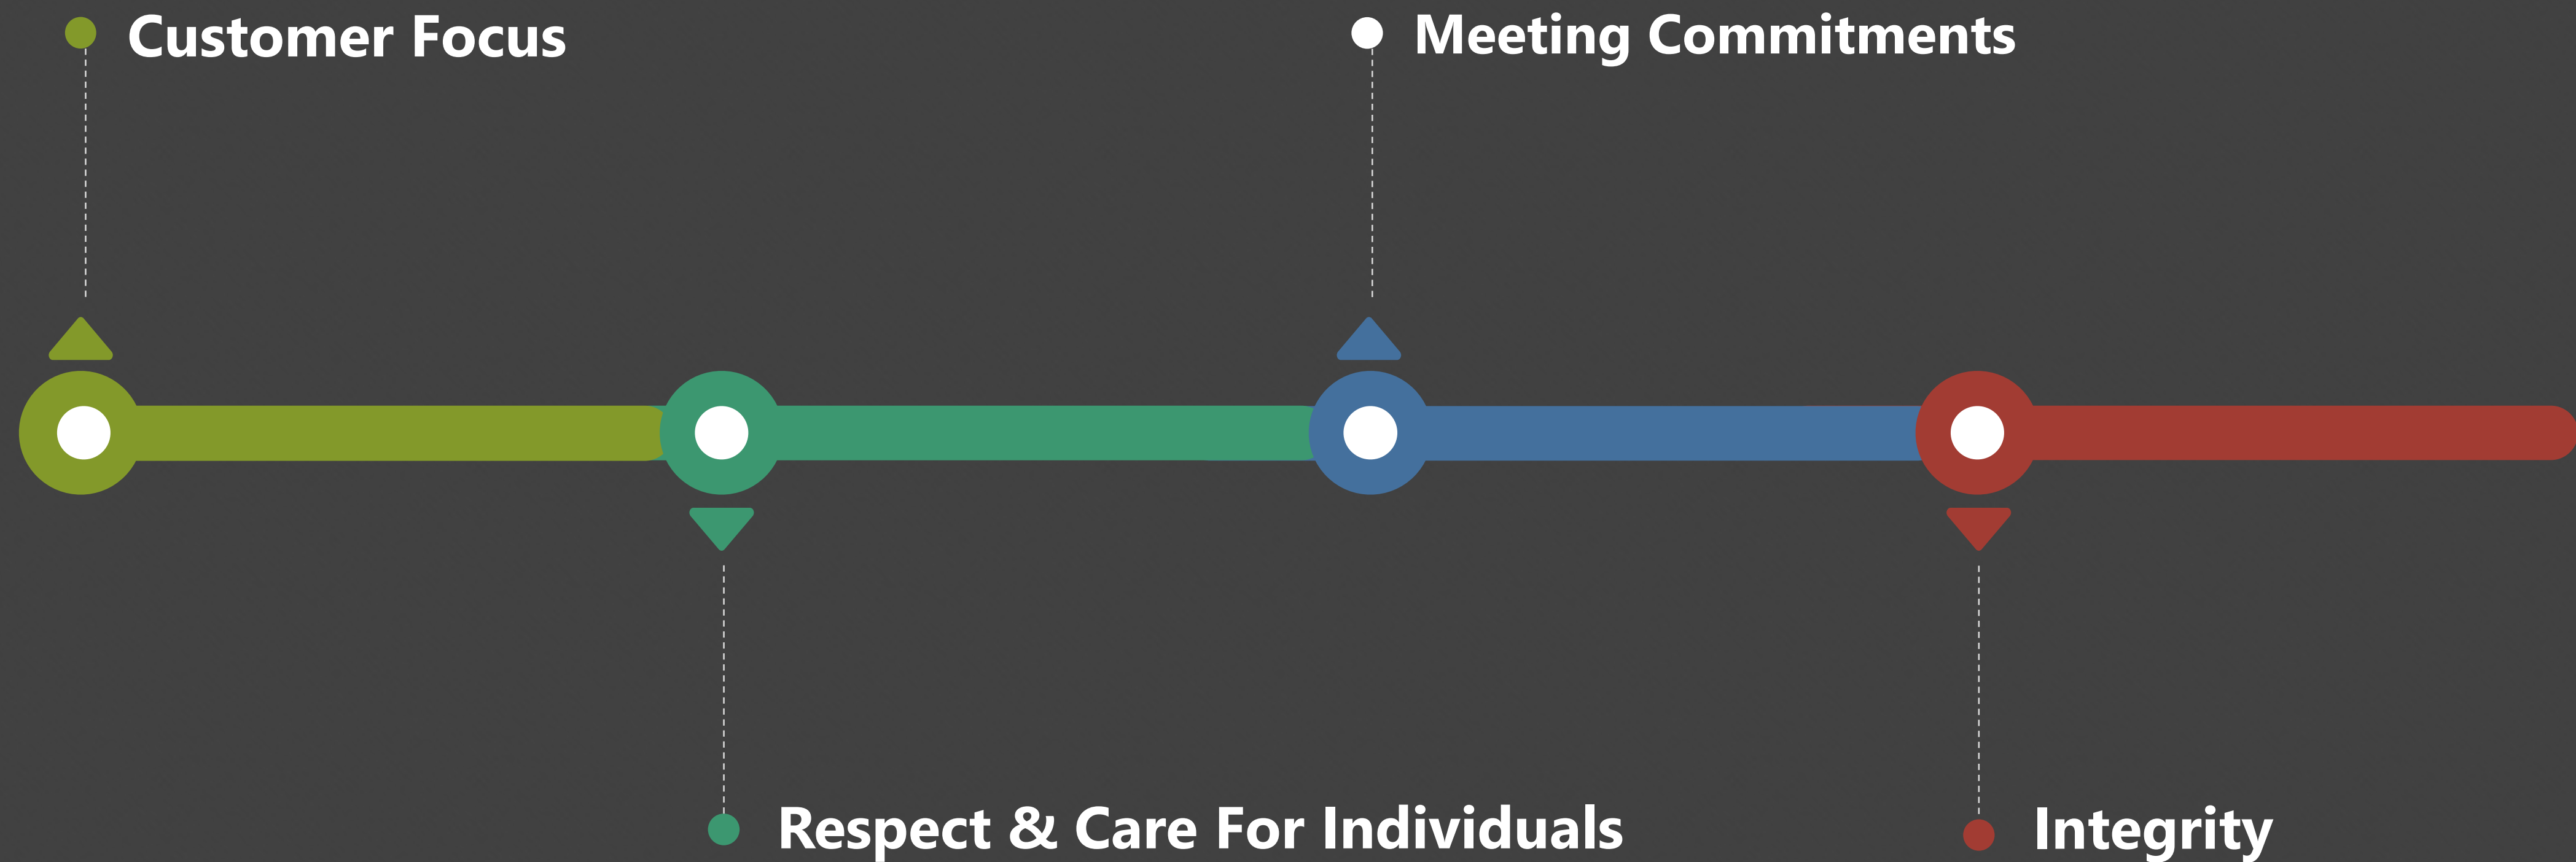 Customer Focus
Meeting Commitments
Respect & Care For Individuals
Integrity